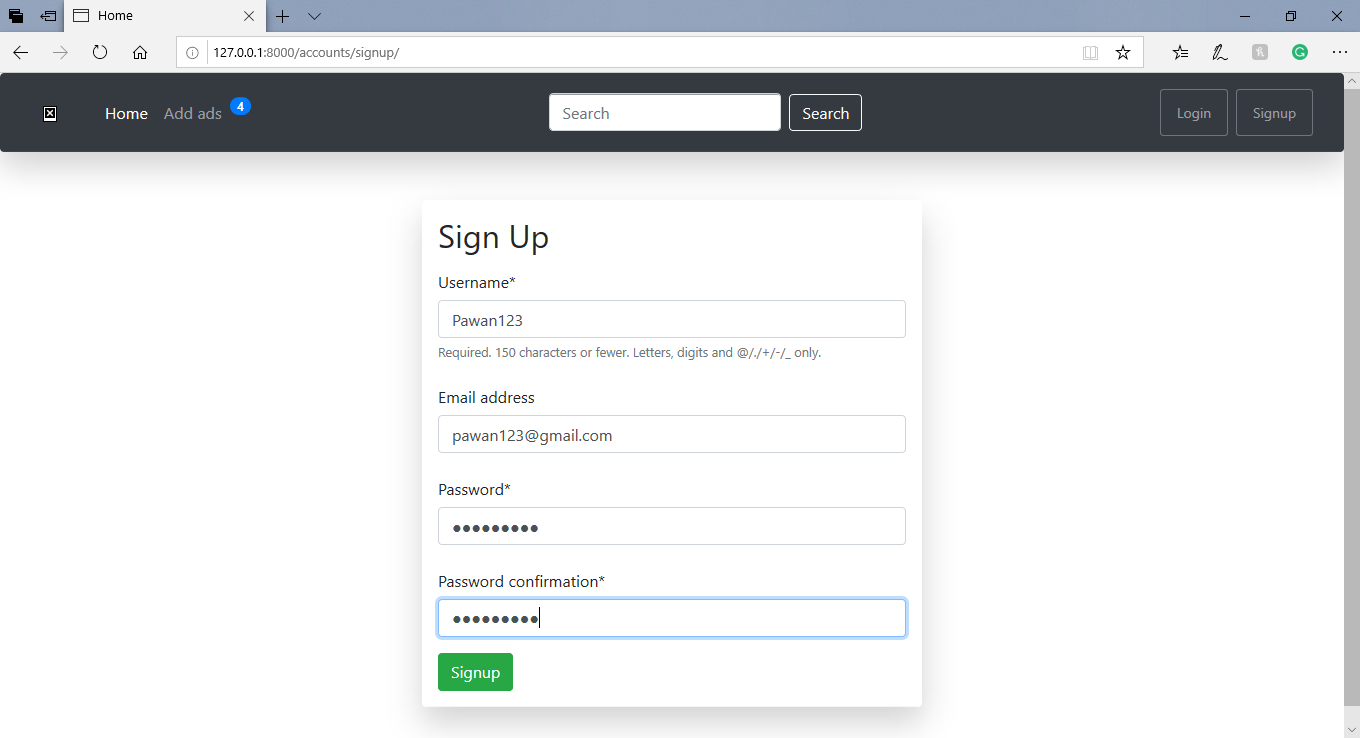 Home
127.0.0.1:8000/accounts/signup/
Home Add ads 4 Search Search Login Signup
Sign Up
Username*
Pawan123
Required. 150 characters or fewer. Letters, digits and @/./+/-/_ only.
Email address
pawan123@gmail.com
Password*
●●●●●●●●●
Password confirmation*
●●●●●●●●●
Signup